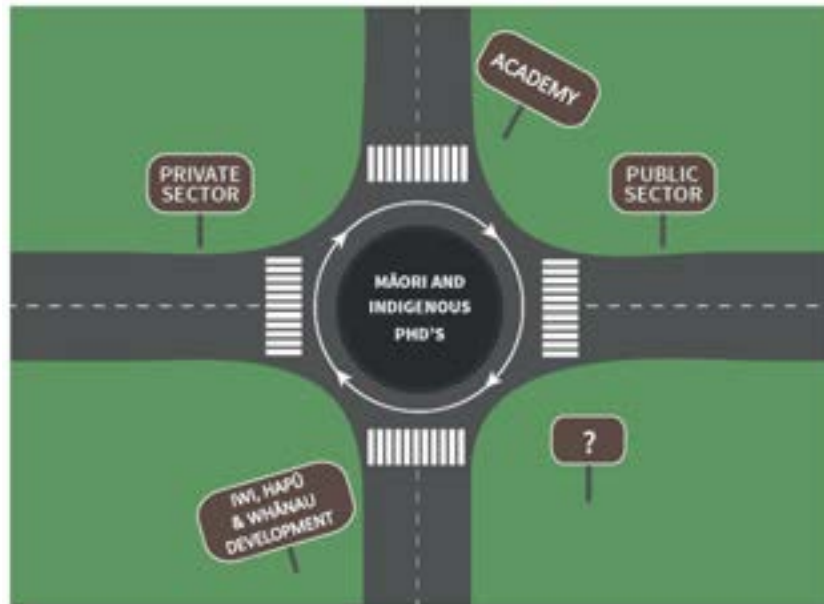 ACADEMY
PRIVATE
SECTOR
PUBLIC
SECTOR
MĀORI AND
INDIGENOUS
PHD'S
?
IWI, HAPŪ
& WHĀNAU
DEVELOPMENT